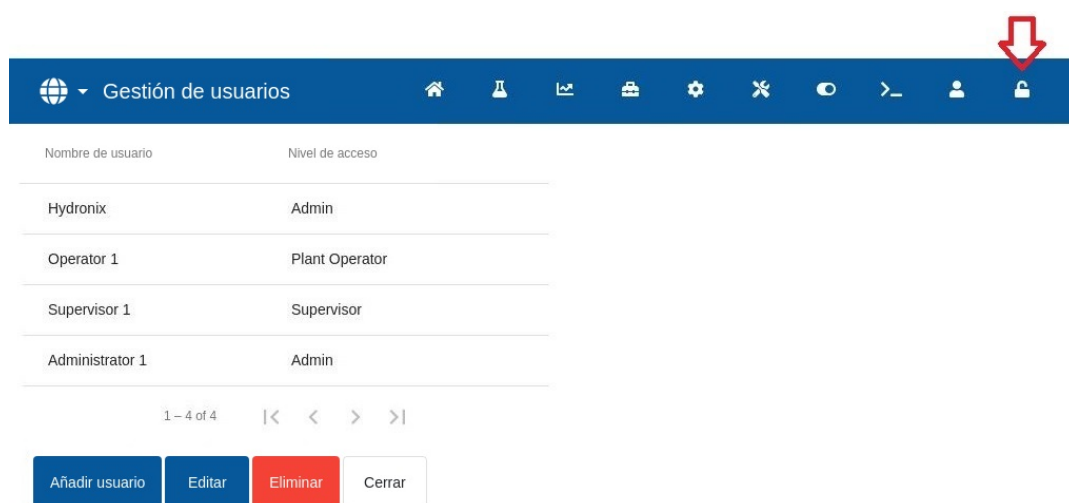 Gestión de usuarios
Nombre de usuario Nivel de acceso
Hydronix Admin
Operator 1 Plant Operator
Supervisor 1 Supervisor
Administrator 1 Admin
1 – 4 of 4
Añadir usuario Editar Eliminar Cerrar